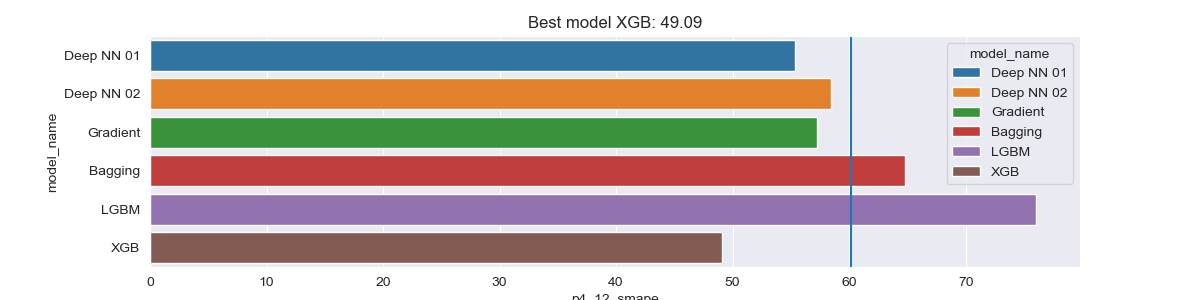 Best model XGB: 49.09
model_name
Deep NN 01
Deep NN 02
Gradient
Bagging
LGBM
XGB
model_name
Deep NN 01
Deep NN 02
Gradient
Bagging
LGBM
XGB
0 10 20 30 40 50 60 70
p4_12_smape